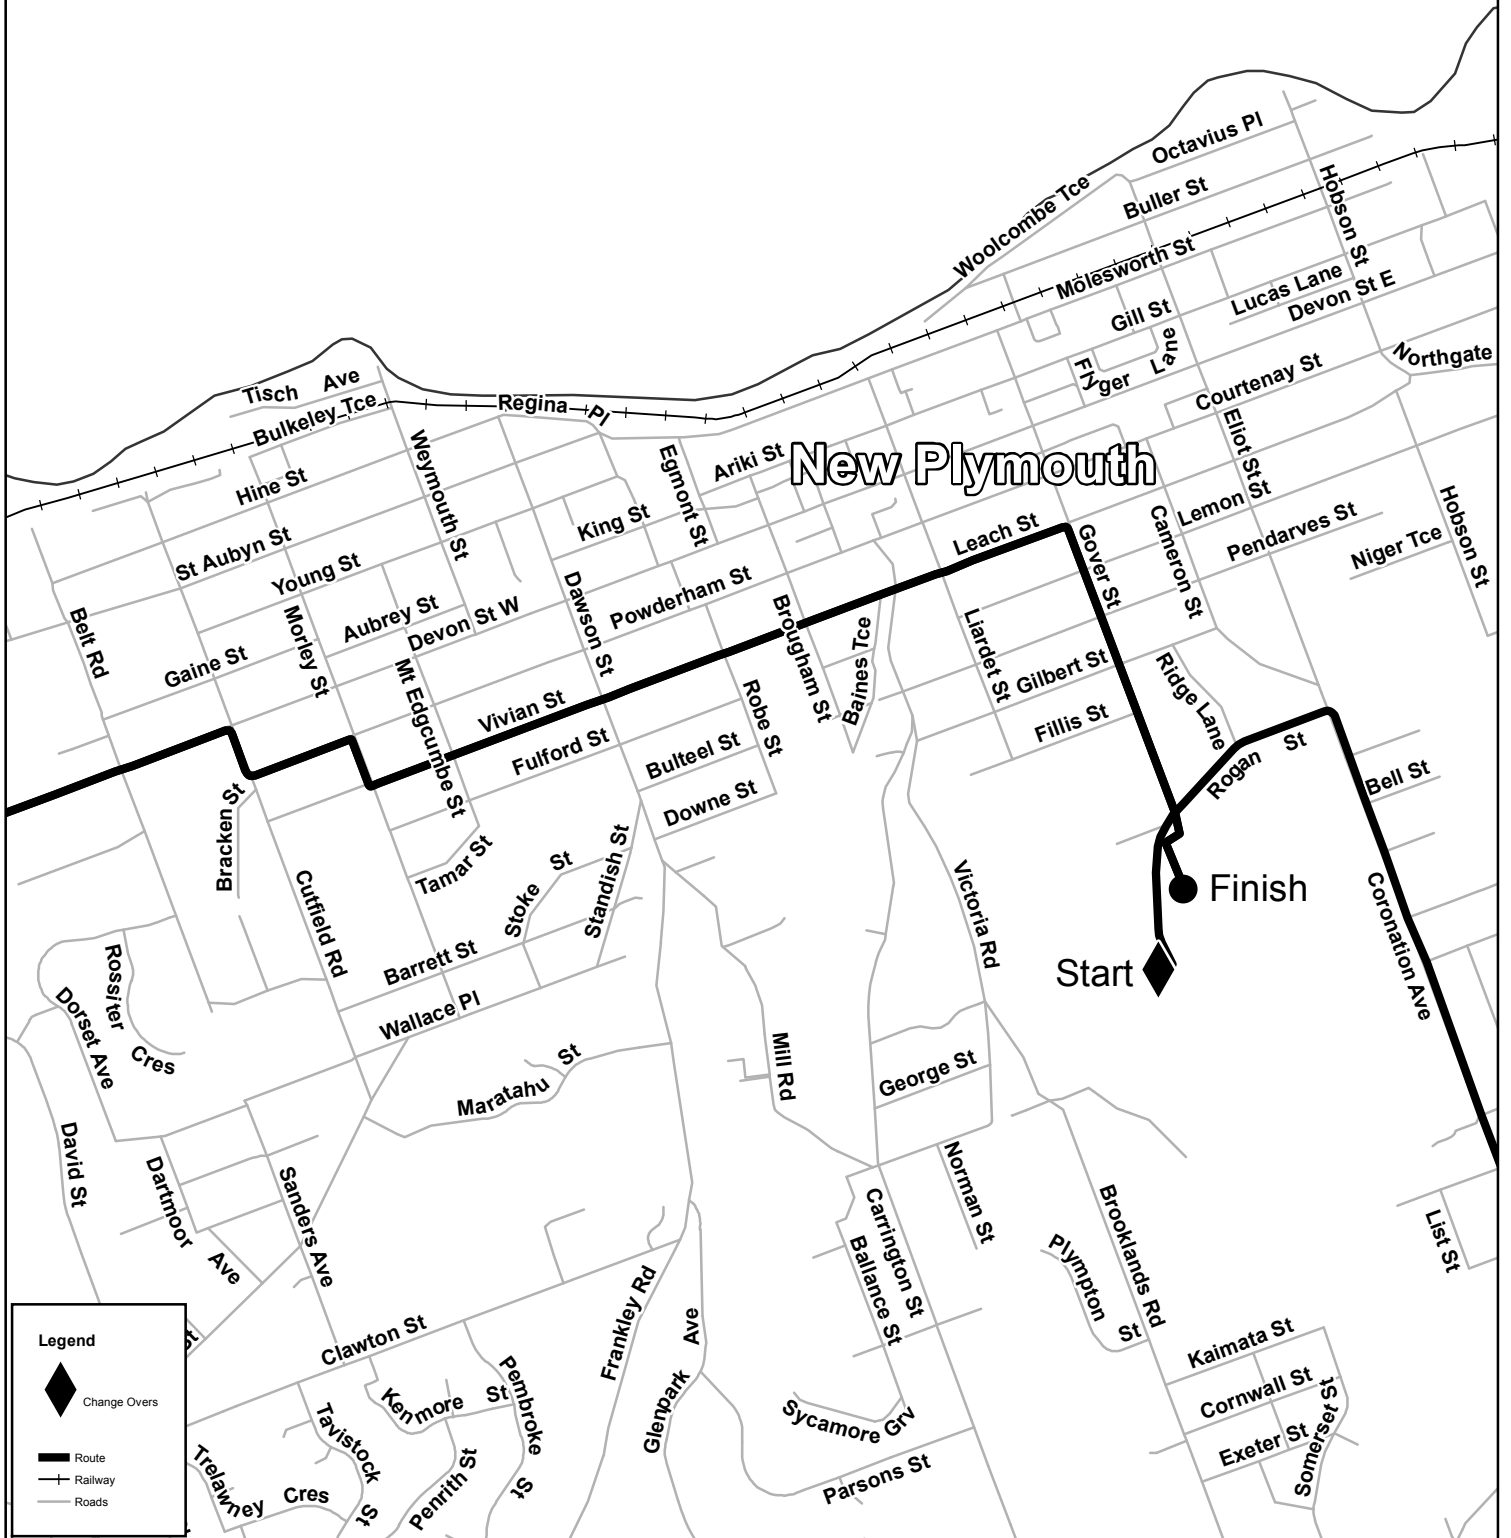 Octavius Pl
Woolcombe Tce
Buller St
Hobson St
Molesworth St
Lucas Lane
Devon St E
Gill St
Flyger Lane
Northgate
Courtenay St
Tisch Ave
Bulkeley Tce
Regina Pl
Weymouth St
Egmont St
Ariki St
New Plymouth
Eliot St
Hine St
King St
Lemon St
Hobson St
St Aubyn St
Leach St
Gover St
Cameron St
Pendarves St
Niger Tce
Young St
Dawson St
Powderham St
Brougham St
Belt Rd
Morley St
Aubrey St
Devon St W
Baines Tce
Liardet St
Gaine St
Mt Edgcumbe St
Gilbert St
Ridge Lane
Vivian St
Robe St
Fillis St
Fulford St
Bulteel St
Rogan St
Bell St
Bracken St
Downe St
Tamar St
Stoke St
Standish St
Victoria Rd
Finish
Coronation Ave
Cutfield Rd
Barrett St
Start
Rossiter Cres
Dorset Ave
Wallace Pl
Mill Rd
George St
Maratahu St
David St
Dartmoor Ave
Sanders Ave
Norman St
Carrington St
Ballance St
Brooklands Rd
Plympton St
List St
Frankley Rd
Glenpark Ave
Clawton St
Kaimata St
Pembroke St
Kenmore St
Cornwall St
Somerset St
Exeter St
Sycamore Grv
Tavistock St
Trelawney Cres
Penrith St
Parsons St
St
Legend
Change Overs
Route
Railway
Roads